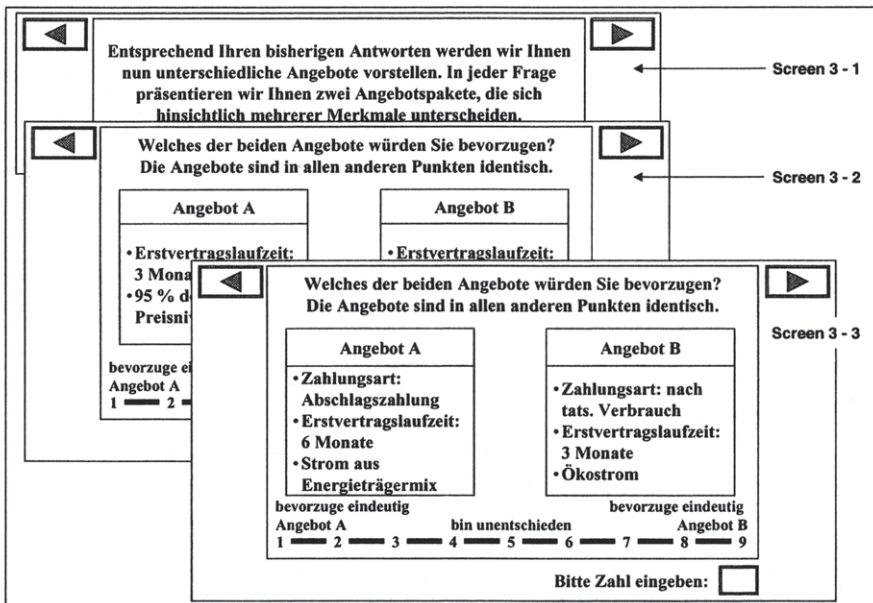 Entsprechend Ihren bisherigen Antworten werden wir Ihnen
nun unterschiedliche Angebote vorstellen. In jeder Frage
präsentieren wir Ihnen zwei Angebotspakete, die sich
hinsichtlich mehrerer Merkmale unterscheiden.
Screen 3 - 1
Welches der beiden Angebote würden Sie bevorzugen?
Die Angebote sind in allen anderen Punkten identisch.
Screen 3 - 2
Angebot A
• Erstvertragslaufzeit:
3 Mona
• 95 % d
Preisni
Angebot B
• Erstvertragslaufzeit:
bevorzuge ei
Angebot A
1 2
Welches der beiden Angebote würden Sie bevorzugen?
Die Angebote sind in allen anderen Punkten identisch.
Screen 3 - 3
Angebot A
• Zahlungsart:
Abschlagszahlung
• Erstvertragslaufzeit:
6 Monate
• Strom aus
Energieträgermix
Angebot B
• Zahlungsart: nach
tats. Verbrauch
• Erstvertragslaufzeit:
3 Monate
• Ökostrom
bevorzuge eindeutig bevorzuge eindeutig
Angebot A bin unentschieden Angebot B
1 2 3 4 5 6 7 8 9
Bitte Zahl eingeben: